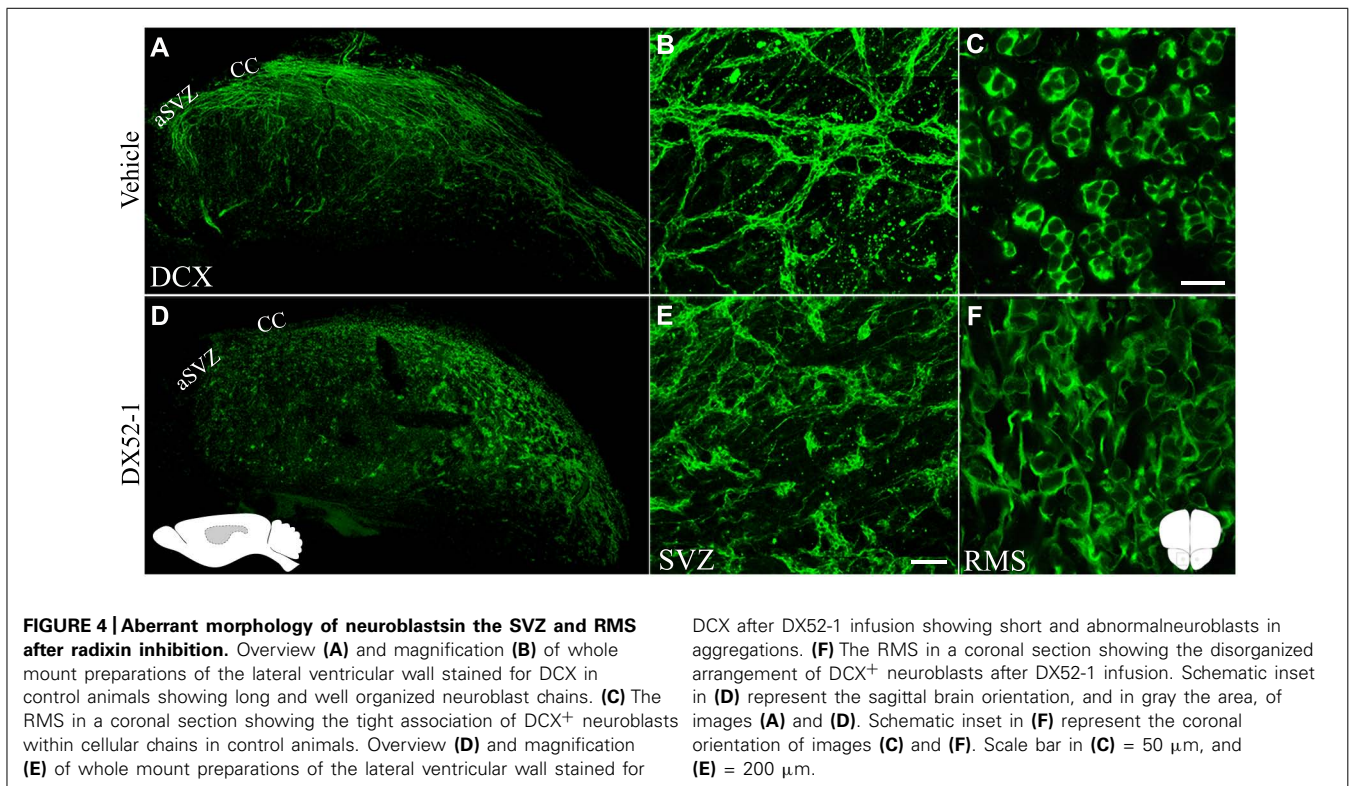 A
CC
aSVZ
Vehicle
DCX
B
C
D
CC
aSVZ
DX52-1
E
SVZ
F
RMS
FIGURE 4 | Aberrant morphology of neuroblastsin the SVZ and RMS
after radixin inhibition. Overview (A) and magnification (B) of whole
mount preparations of the lateral ventricular wall stained for DCX in
control animals showing long and well organized neuroblast chains. (C) The
RMS in a coronal section showing the tight association of DCX+ neuroblasts
within cellular chains in control animals. Overview (D) and magnification
(E) of whole mount preparations of the lateral ventricular wall stained for
DCX after DX52-1 infusion showing short and abnormalneuroblasts in
aggregations. (F) The RMS in a coronal section showing the disorganized
arrangement of DCX+ neuroblasts after DX52-1 infusion. Schematic inset
in (D) represent the sagittal brain orientation, and in gray the area, of
images (A) and (D). Schematic inset in (F) represent the coronal
orientation of images (C) and (F). Scale bar in (C) = 50 μm, and
(E) = 200 μm.